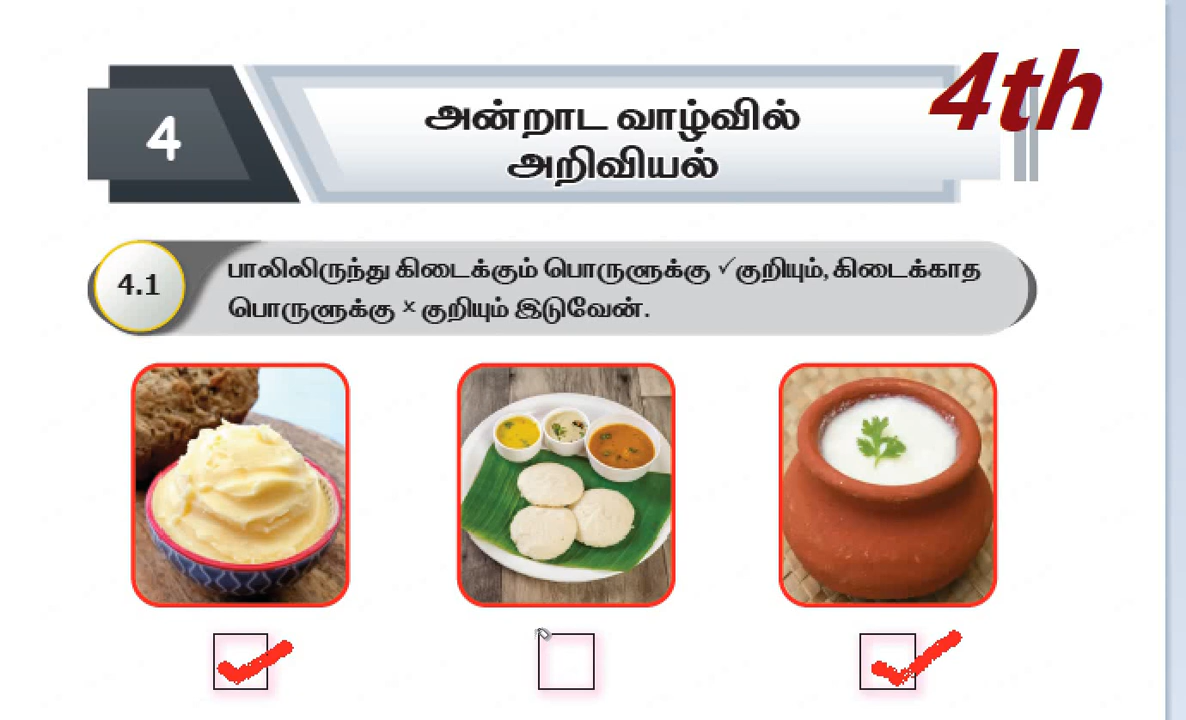 4th
4
அன்றாட வாழ்வில்
அறிவியல்
4.1
பாலிலிருந்து கிடைக்கும் பொருளுக்கு ✓குறியும், கிடைக்காத
பொருளுக்கு × குறியும் இடுவேன்.